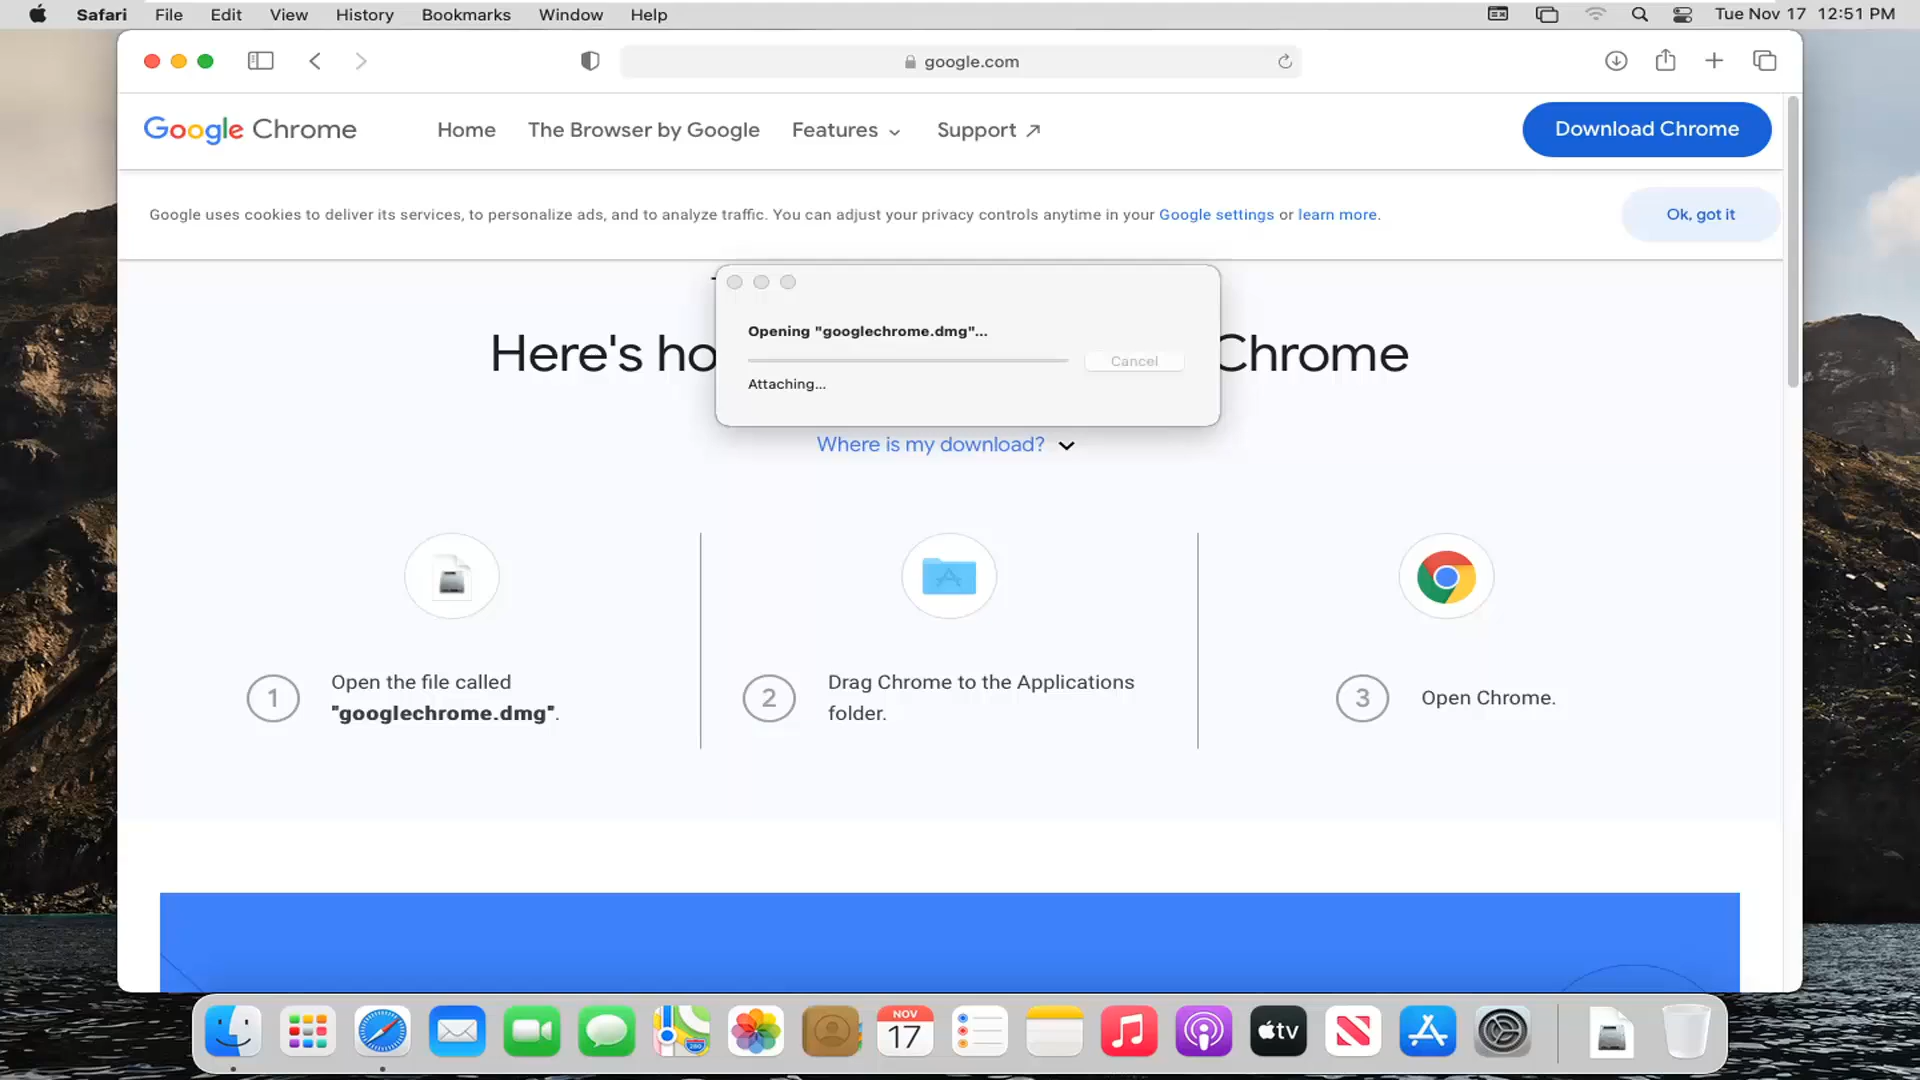 Safari File Edit View History Bookmarks Window Help Tue Nov 17 12:51 PM
google.com
Google Chrome Home The Browser by Google Features Support Download Chrome
Google uses cookies to deliver its services, to personalize ads, and to analyze traffic. You can adjust your privacy controls anytime in your Google settings or learn more. Ok, got it
Opening "googlechrome.dmg"...
Cancel
Attaching...
Here's ho Chrome
Where is my download?
1 Open the file called
"googlechrome.dmg".
2 Drag Chrome to the Applications
folder.
3 Open Chrome.
NOV
17
tv
280